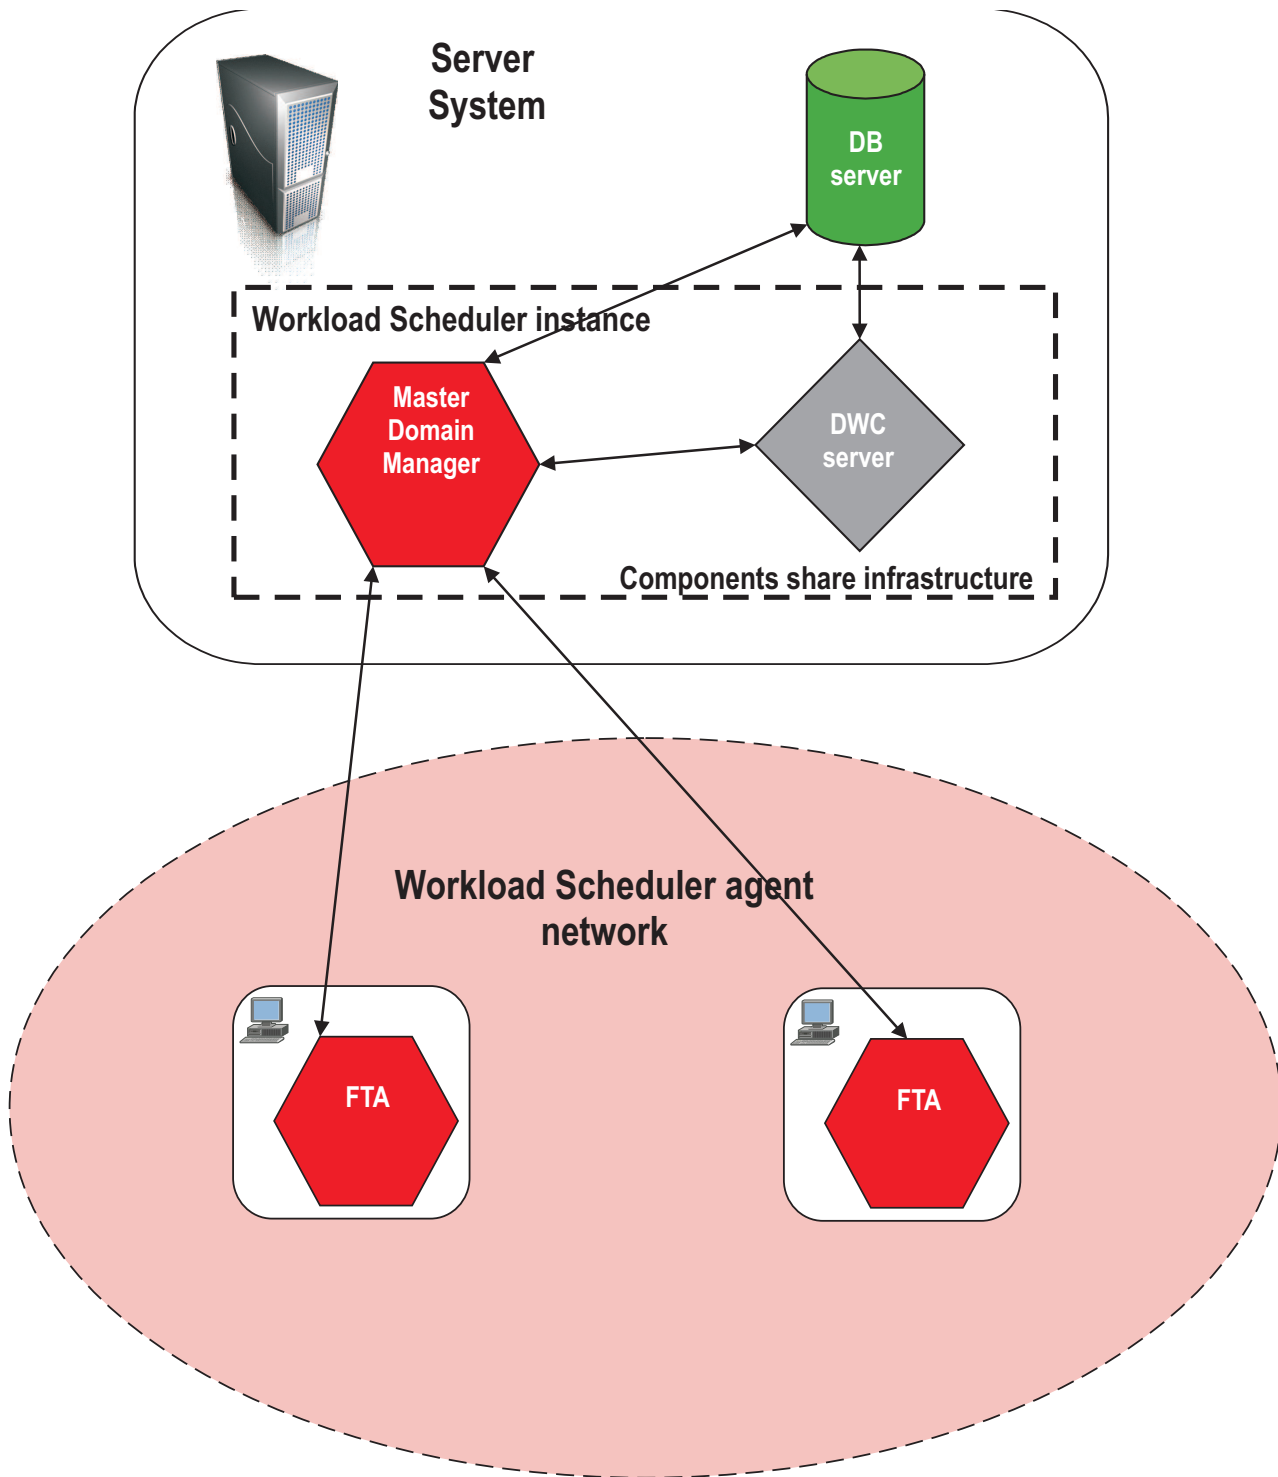 Server
System
DB
server
Workload Scheduler instance
Master
Domain
Manager
DWC
server
Components share infrastructure
Workload Scheduler agent
network
FTA
FTA